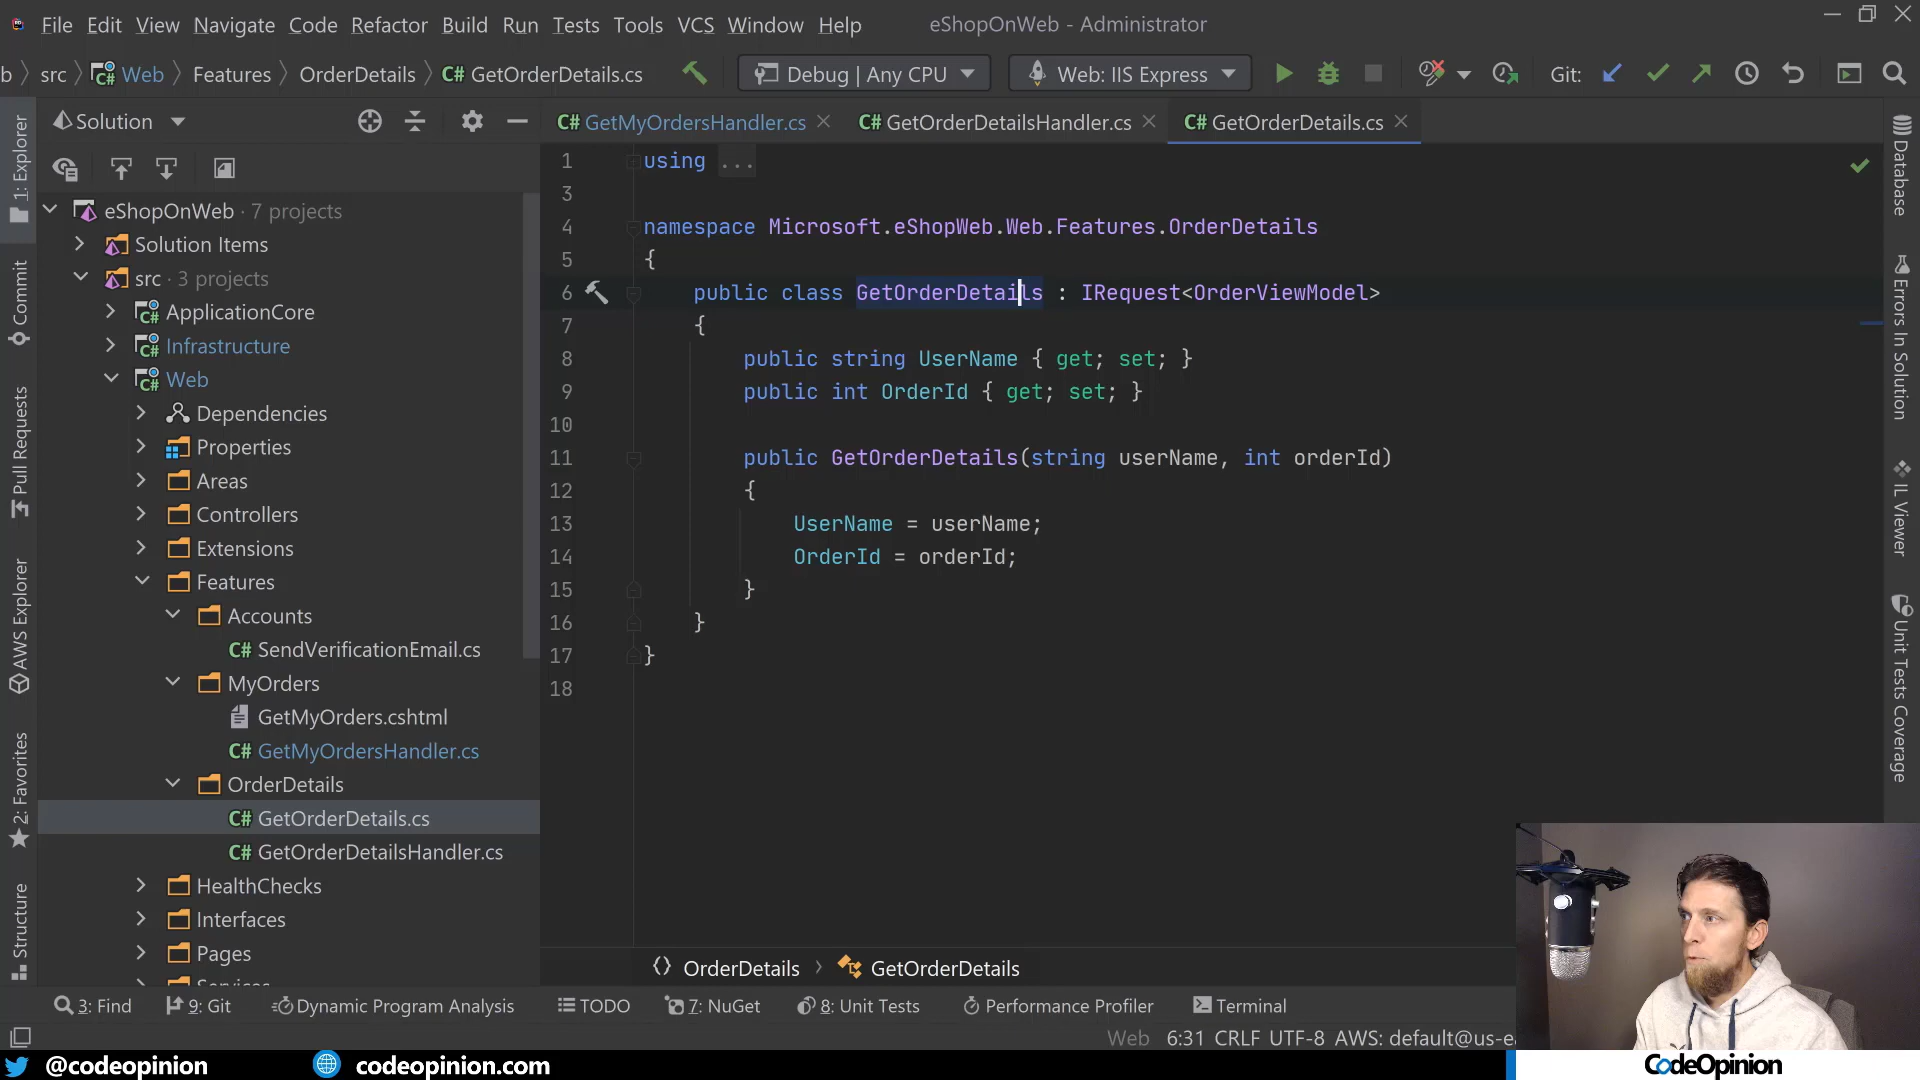 File Edit View Navigate Code Refactor Build Run Tests Tools VCS Window Help eShopOnWeb - Administrator
b src Web Features OrderDetails C# GetOrderDetails.cs Debug | Any CPU Web: IIS Express Git:
Solution
C# GetMyOrdersHandler.cs C# GetOrderDetailsHandler.cs C# GetOrderDetails.cs
eShopOnWeb · 7 projects
Solution Items
src · 3 projects
ApplicationCore
Infrastructure
Web
Dependencies
Properties
Areas
Controllers
Extensions
Features
Accounts
C# SendVerificationEmail.cs
MyOrders
GetMyOrders.cshtml
C# GetMyOrdersHandler.cs
OrderDetails
C# GetOrderDetails.cs
C# GetOrderDetailsHandler.cs
HealthChecks
Interfaces
Pages
Services
1: Explorer
Commit
Pull Requests
AWS Explorer
2: Favorites
Structure
1 using ...
3
4 namespace Microsoft.eShopWeb.Web.Features.OrderDetails
5 {
6 public class GetOrderDetails : IRequest<OrderViewModel>
7 {
8 public string UserName { get; set; }
9 public int OrderId { get; set; }
10
11 public GetOrderDetails(string userName, int orderId)
12 {
13 UserName = userName;
14 OrderId = orderId;
15 }
16 }
17 }
18
Database
Errors In Solution
IL Viewer
Unit Tests Coverage
{} OrderDetails GetOrderDetails
3: Find 9: Git Dynamic Program Analysis TODO 7: NuGet 8: Unit Tests Performance Profiler Terminal
Web 6:31 CRLF UTF-8 AWS: default@us-ea
@codeopinion codeopinion.com CodeOpinion